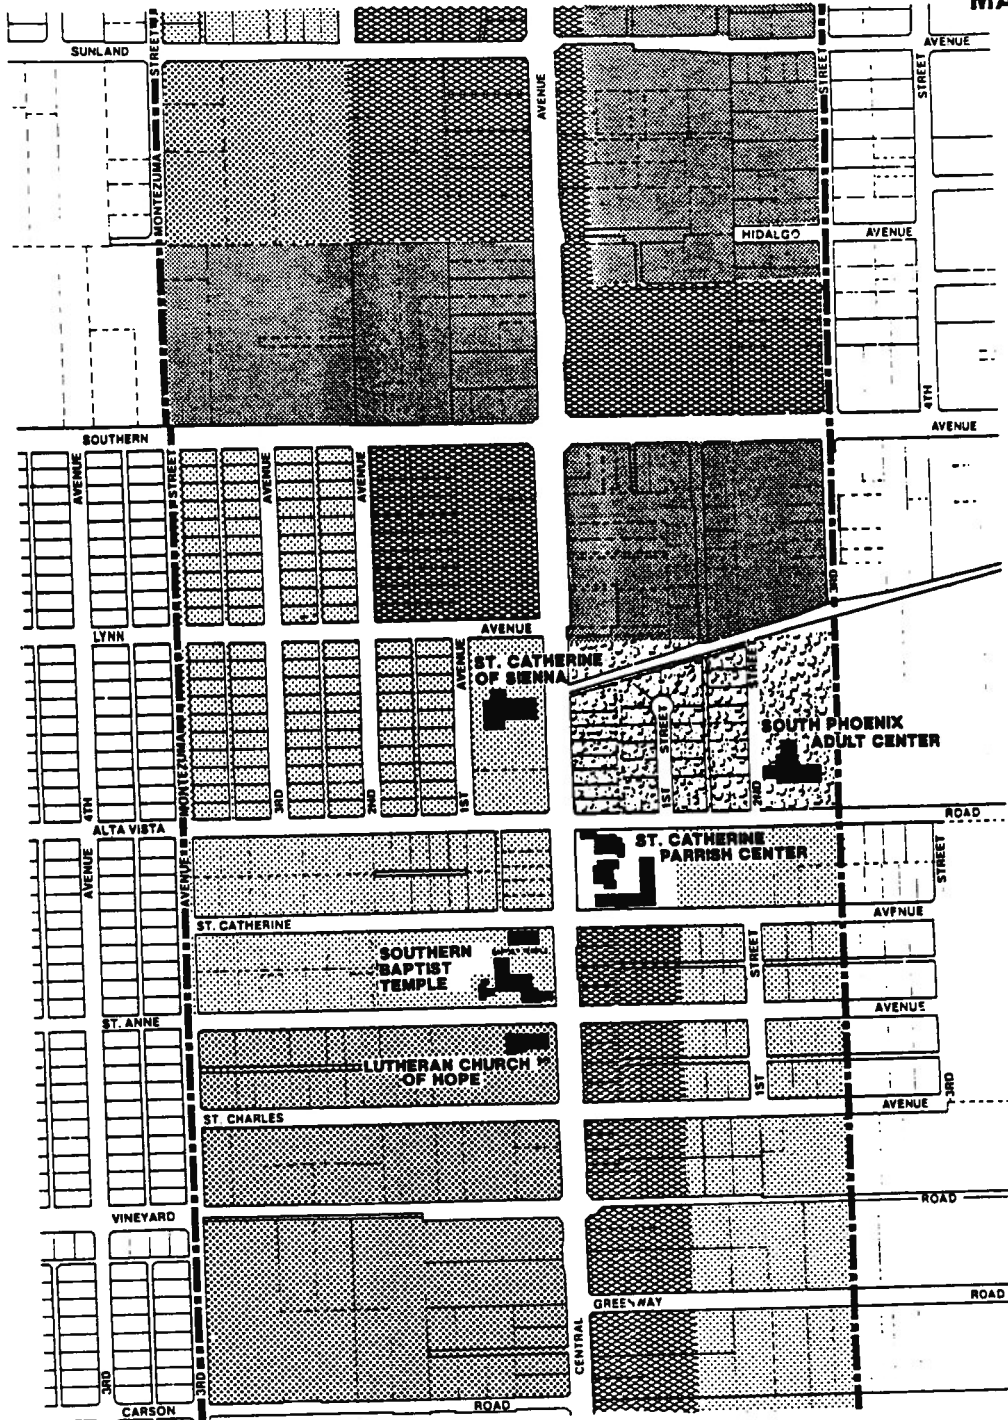 MA
SUNLAND
AVENUE
STREET
MONTEZUMA
AVENUE
STREET
STREET
HIDALGO
AVENUE
4TH
SOUTHERN
AVENUE
AVENUE
STREET
AVENUE
AVENUE
3RD
LYNN
AVENUE
ST. CATHERINE
OF SIENNA
AVENUE
STREET
STREET
SOUTH PHOENIX
ADULT CENTER
MONTEZUMA
4TH
3RD
2ND
1ST
1ST
2ND
ALTA VISTA
ROAD
ST. CATHERINE
PARRISH CENTER
AVENUE
AVENUE
STREET
ST. CATHERINE
AVENUE
SOUTHERN
BAPTIST
TEMPLE
STREET
ST. ANNE
AVENUE
LUTHERAN CHURCH
OF HOPE
1ST
3RD
ST. CHARLES
AVENUE
VINEYARD
ROAD
GREENWAY
ROAD
CENTRAL
3RD
3RD
CARSON
ROAD